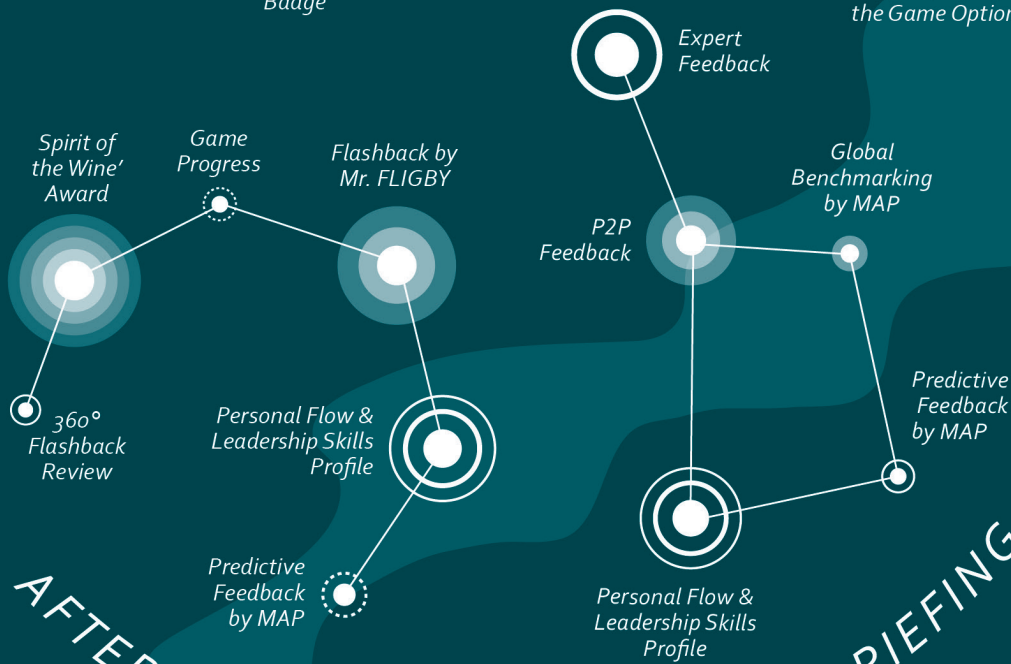 Badge
the Game Option
Expert
Feedback
Spirit of
the Wine’
Award
Game
Progress
Flashback by
Mr. FLIGBY
Global
Benchmarking
by MAP
P2P
Feedback
360°
Flashback
Review
Personal Flow &
Leadership Skills
Profile
Predictive
Feedback
by MAP
Predictive
Feedback
by MAP
Personal Flow &
Leadership Skills
Profile
AFTER
RIEFING